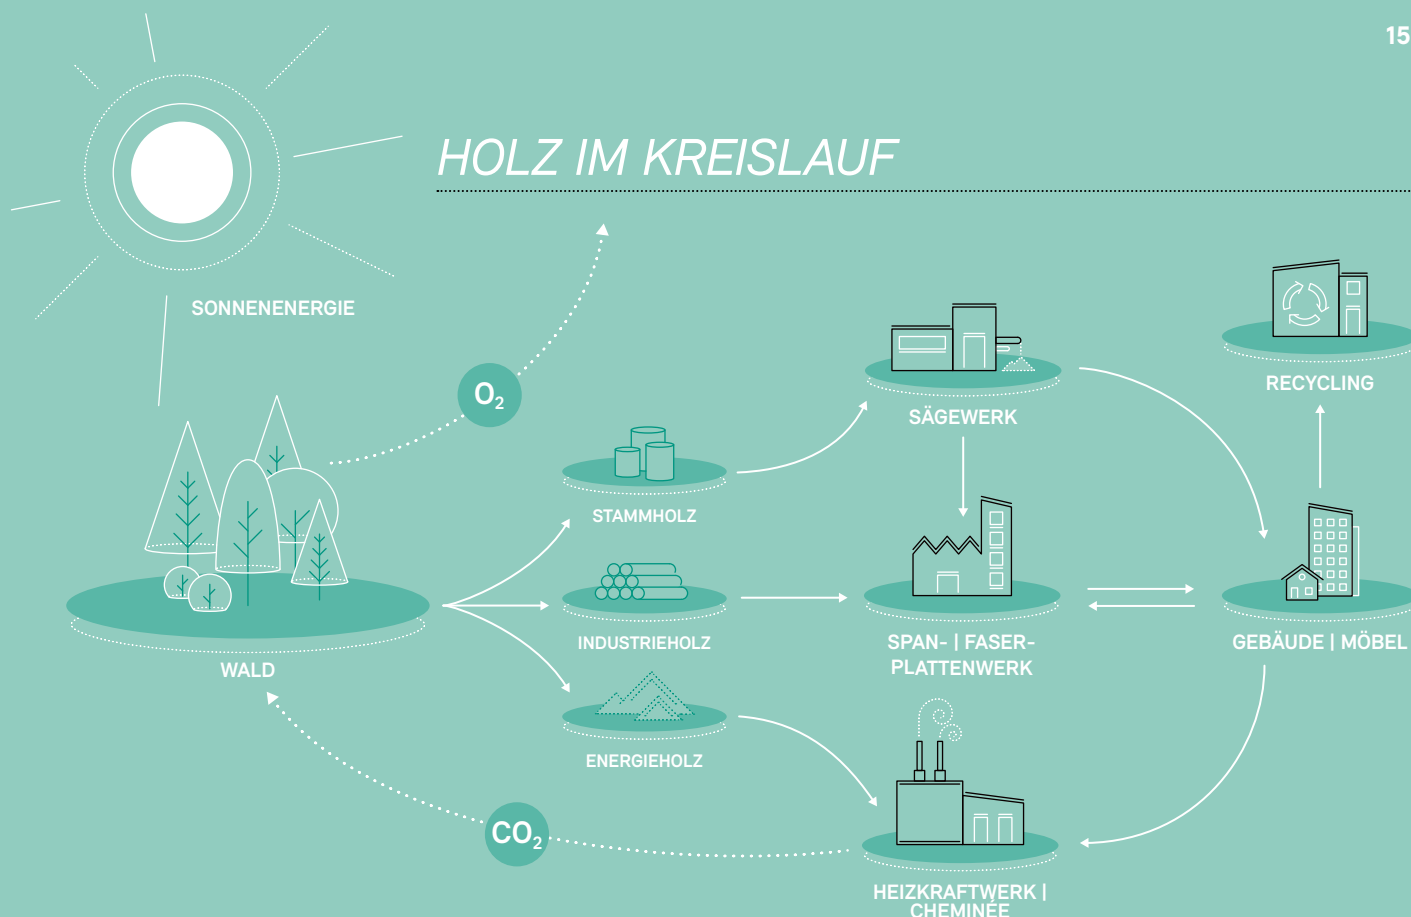 15
HOLZ IM KREISLAUF
SONNENENERGIE
O₂
RECYCLING
SÄGEWERK
STAMMHOLZ
INDUSTRIEHOLZ
SPAN- | FASER-
PLATTENWERK
GEBÄUDE | MÖBEL
WALD
ENERGIEHOLZ
CO₂
HEIZKRAFTWERK |
CHEMINÉE